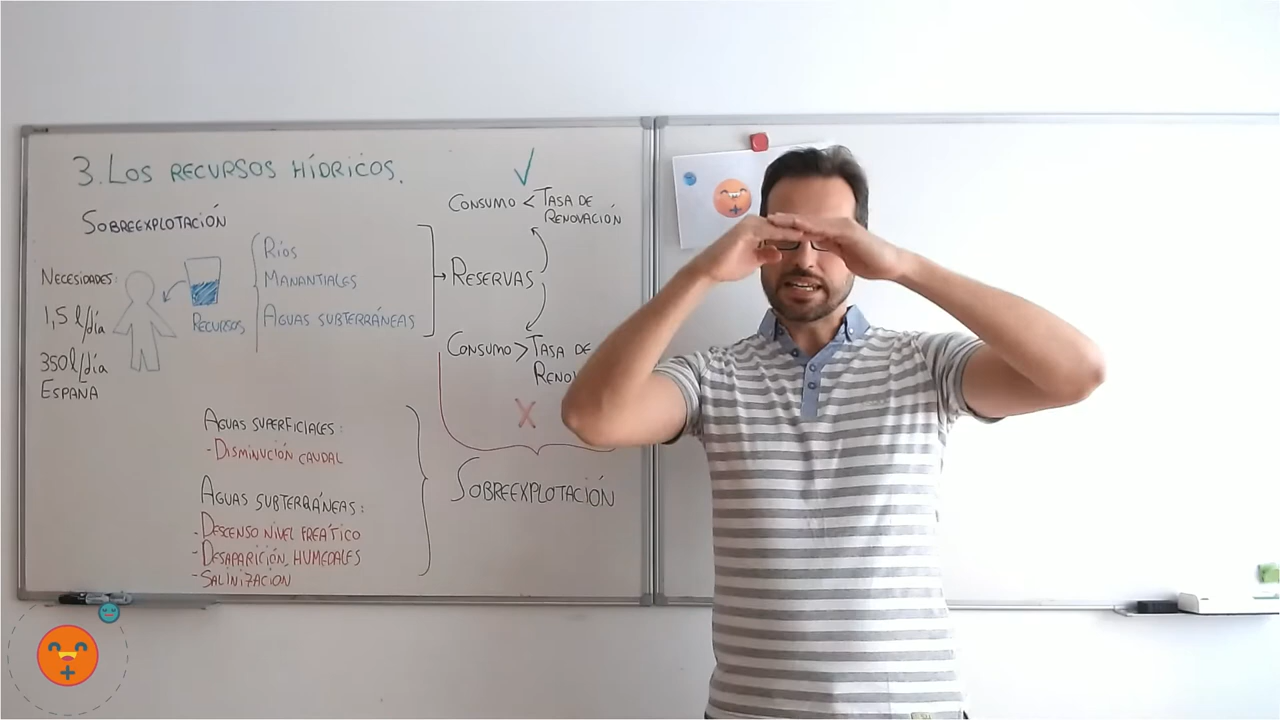 3. LOS RECURSOS HÍDRICOS.
SOBREEXPLOTACIÓN
NECESIDADES:
1,5 l/día
350 l/día
ESPAÑA
RECURSOS
RÍOS
MANANTIALES
AGUAS SUBTERRÁNEAS
RESERVAS
CONSUMO < TASA DE
RENOVACIÓN
CONSUMO > TASA DE
AGUAS SUPERFICIALES:
- DISMINUCIÓN CAUDAL
AGUAS SUBTERRÁNEAS:
- DESCENSO NIVEL FREÁTICO
- DESAPARICIÓN HUMEDALES
- SALINIZACIÓN
SOBREEXPLOTACIÓN